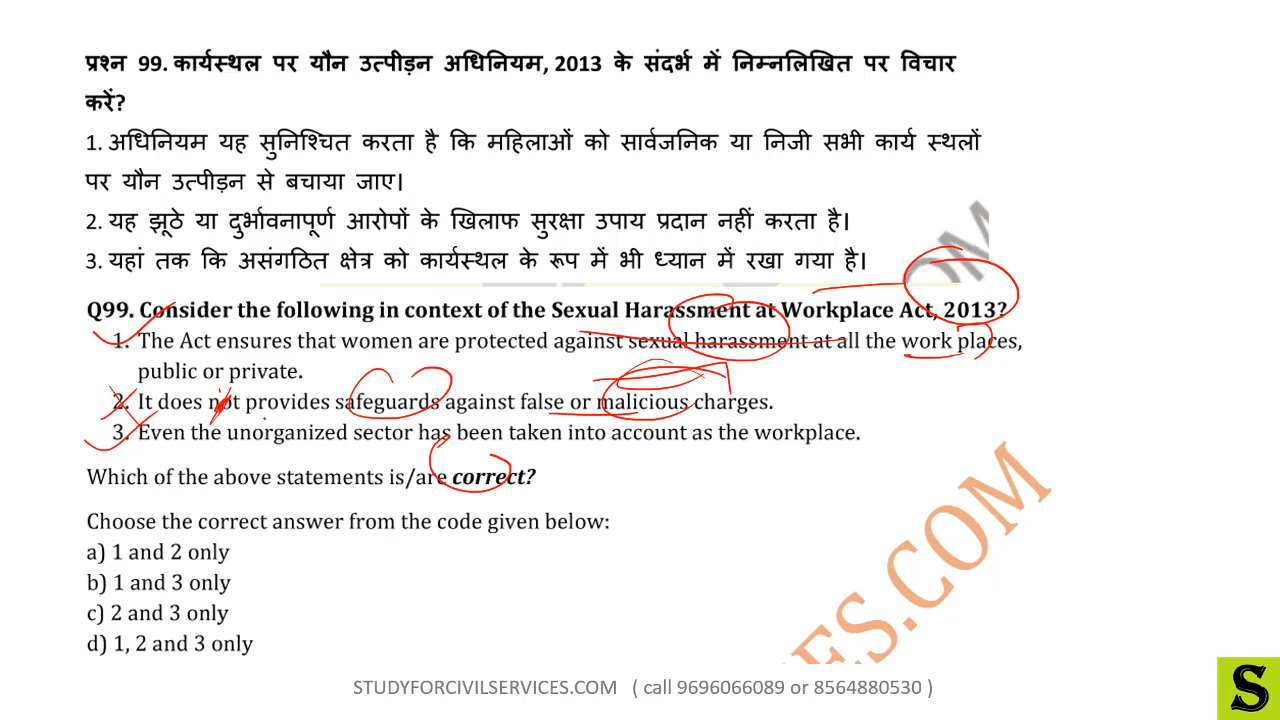 प्रश्न 99. कार्यस्थल पर यौन उत्पीड़न अधिनियम, 2013 के संदर्भ में निम्नलिखित पर विचार
करें?
1. अधिनियम यह सुनिश्चित करता है कि महिलाओं को सार्वजनिक या निजी सभी कार्य स्थलों
पर यौन उत्पीड़न से बचाया जाए।
2. यह झूठे या दुर्भावनापूर्ण आरोपों के खिलाफ सुरक्षा उपाय प्रदान नहीं करता है।
3. यहां तक कि असंगठित क्षेत्र को कार्यस्थल के रूप में भी ध्यान में रखा गया है।
Q99. Consider the following in context of the Sexual Harassment at Workplace Act, 2013?
1. The Act ensures that women are protected against sexual harassment at all the work places,
public or private.
2. It does not provides safeguards against false or malicious charges.
3. Even the unorganized sector has been taken into account as the workplace.
Which of the above statements is/are correct?
Choose the correct answer from the code given below:
a) 1 and 2 only
b) 1 and 3 only
c) 2 and 3 only
d) 1, 2 and 3 only
ES.COM
STUDYFORCIVILSERVICES.COM ( call 9696066089 or 8564880530 )
S